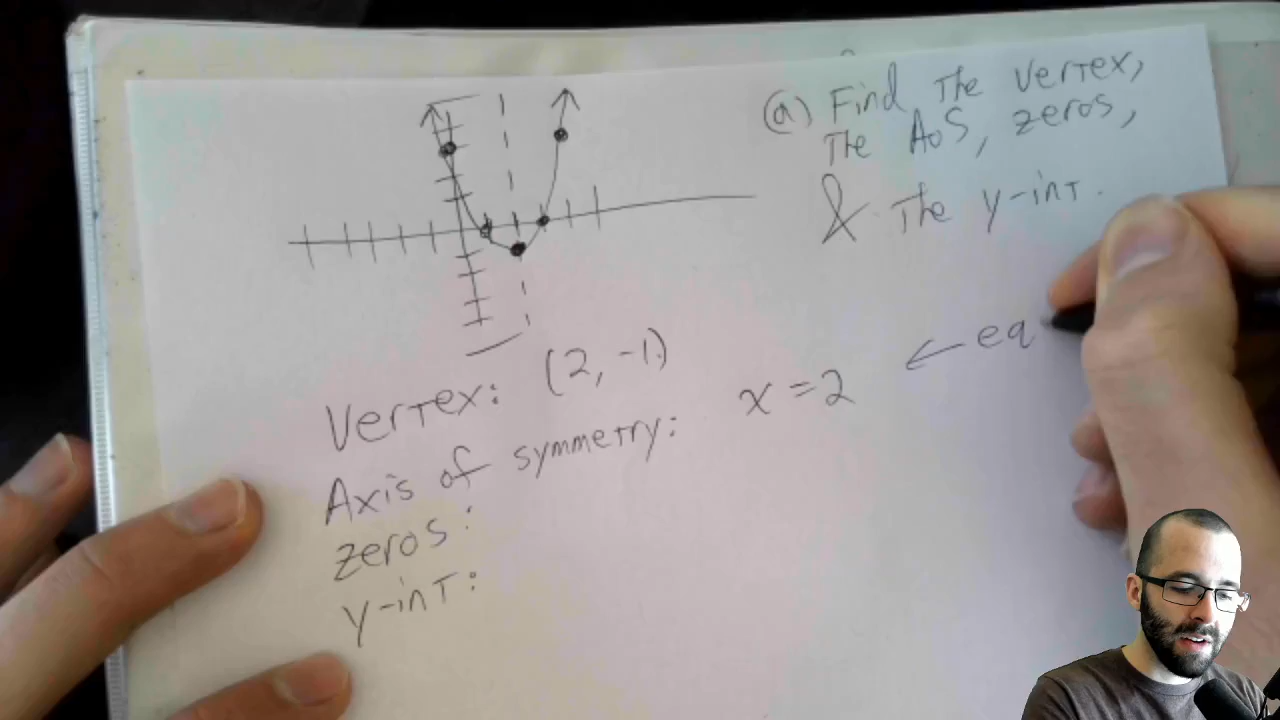 (a) Find The Vertex,
The AoS, zeros,
& The y-inT.
Vertex: (2, -1)
Axis of symmeTry: x = 2 ← eq
zeros:
y-inT: